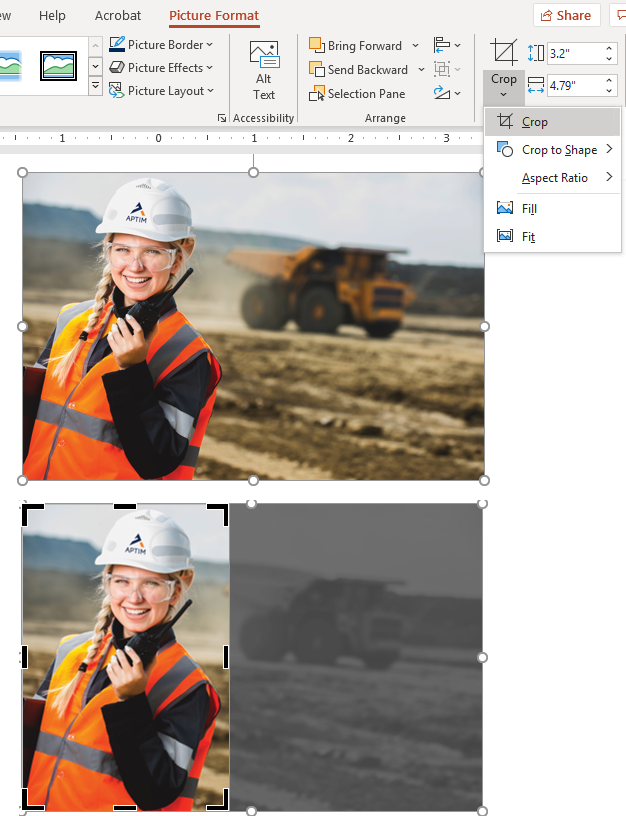 ew Help Acrobat Picture Format Share
Picture Border
Picture Effects
Picture Layout
Alt
Text
Accessibility
Bring Forward
Send Backward
Selection Pane
Arrange
Crop
3.2"
4.79"
Crop
Crop to Shape
Aspect Ratio
Fill
Fit
1 0 1 2 3
APTIM
APTIM